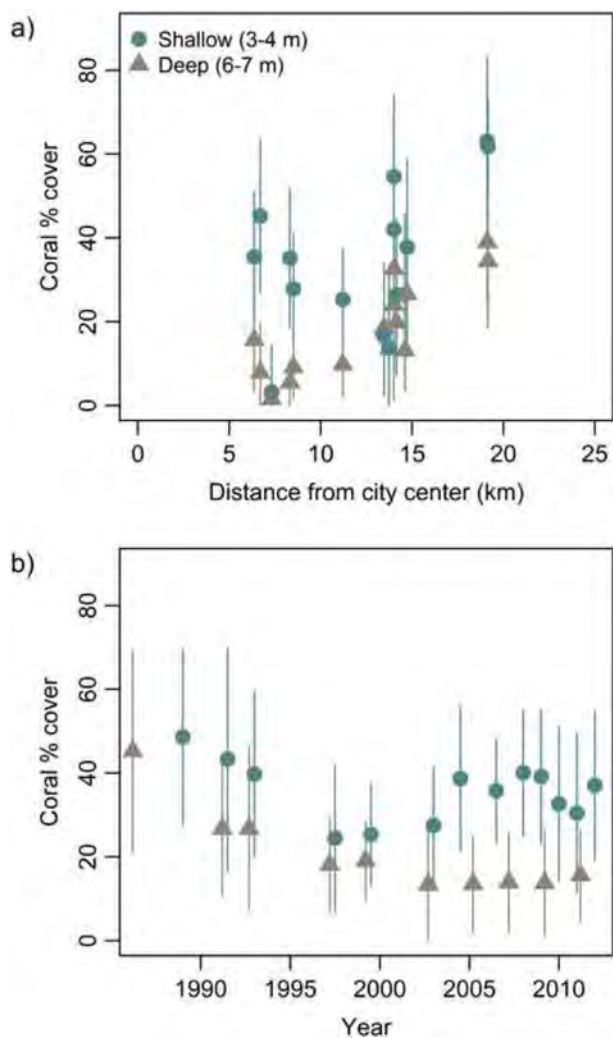 a)
Shallow (3-4 m)
Deep (6-7 m)
Coral % cover
80
60
40
20
0
0 5 10 15 20 25
Distance from city center (km)
b)
Coral % cover
80
60
40
20
0
1990 1995 2000 2005 2010
Year